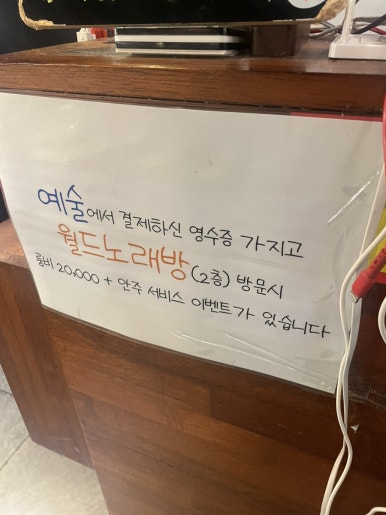 예술에서 결제하신 영수증 가지고
월드노래방(2층) 방문시
룸비 20,000 + 안주 서비스 이벤트가 있습니다